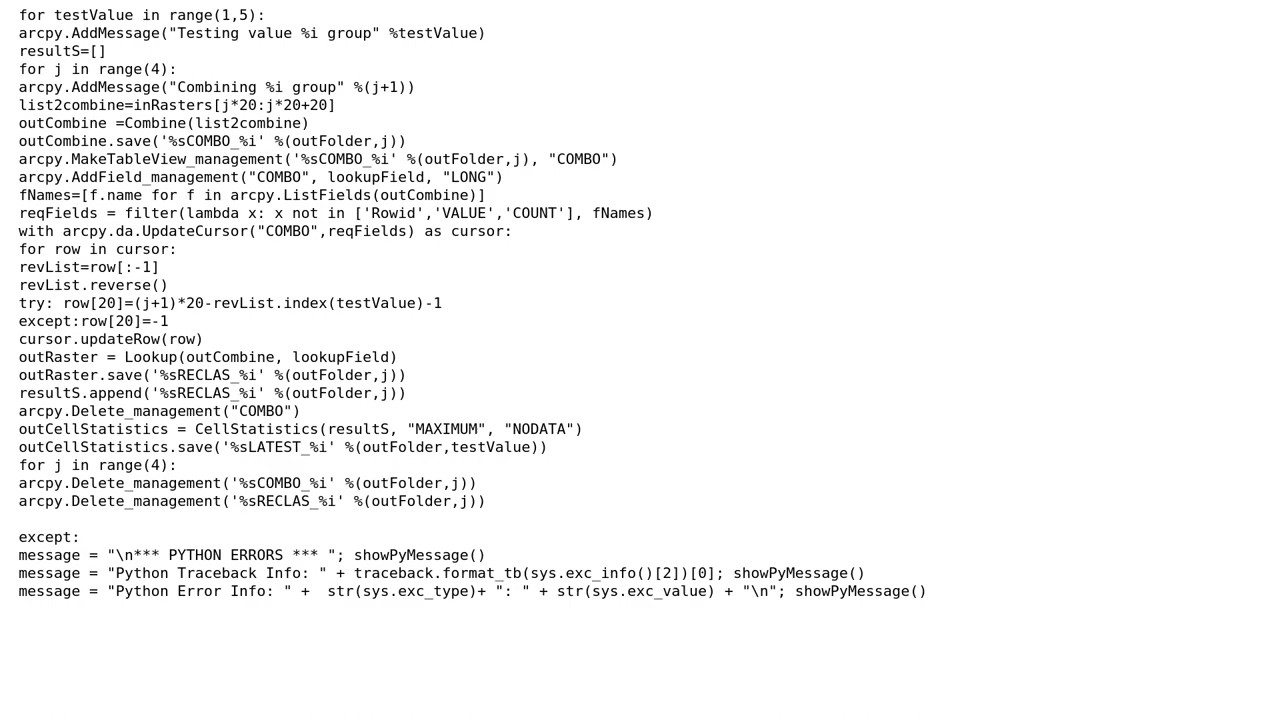 for testValue in range(1,5):
arcpy.AddMessage("Testing value %i group" %testValue)
resultS=[]
for j in range(4):
arcpy.AddMessage("Combining %i group" %(j+1))
list2combine=inRasters[j*20:j*20+20]
outCombine =Combine(list2combine)
outCombine.save('%sCOMBO_%i' %(outFolder,j))
arcpy.MakeTableView_management('%sCOMBO_%i' %(outFolder,j), "COMBO")
arcpy.AddField_management("COMBO", lookupField, "LONG")
fNames=[f.name for f in arcpy.ListFields(outCombine)]
reqFields = filter(lambda x: x not in ['Rowid','VALUE','COUNT'], fNames)
with arcpy.da.UpdateCursor("COMBO",reqFields) as cursor:
for row in cursor:
revList=row[:-1]
revList.reverse()
try: row[20]=(j+1)*20-revList.index(testValue)-1
except:row[20]=-1
cursor.updateRow(row)
outRaster = Lookup(outCombine, lookupField)
outRaster.save('%sRECLAS_%i' %(outFolder,j))
resultS.append('%sRECLAS_%i' %(outFolder,j))
arcpy.Delete_management("COMBO")
outCellStatistics = CellStatistics(resultS, "MAXIMUM", "NODATA")
outCellStatistics.save('%sLATEST_%i' %(outFolder,testValue))
for j in range(4):
arcpy.Delete_management('%sCOMBO_%i' %(outFolder,j))
arcpy.Delete_management('%sRECLAS_%i' %(outFolder,j))

except:
message = "\n*** PYTHON ERRORS *** "; showPyMessage()
message = "Python Traceback Info: " + traceback.format_tb(sys.exc_info()[2])[0]; showPyMessage()
message = "Python Error Info: " +  str(sys.exc_type)+ ": " + str(sys.exc_value) + "\n"; showPyMessage()